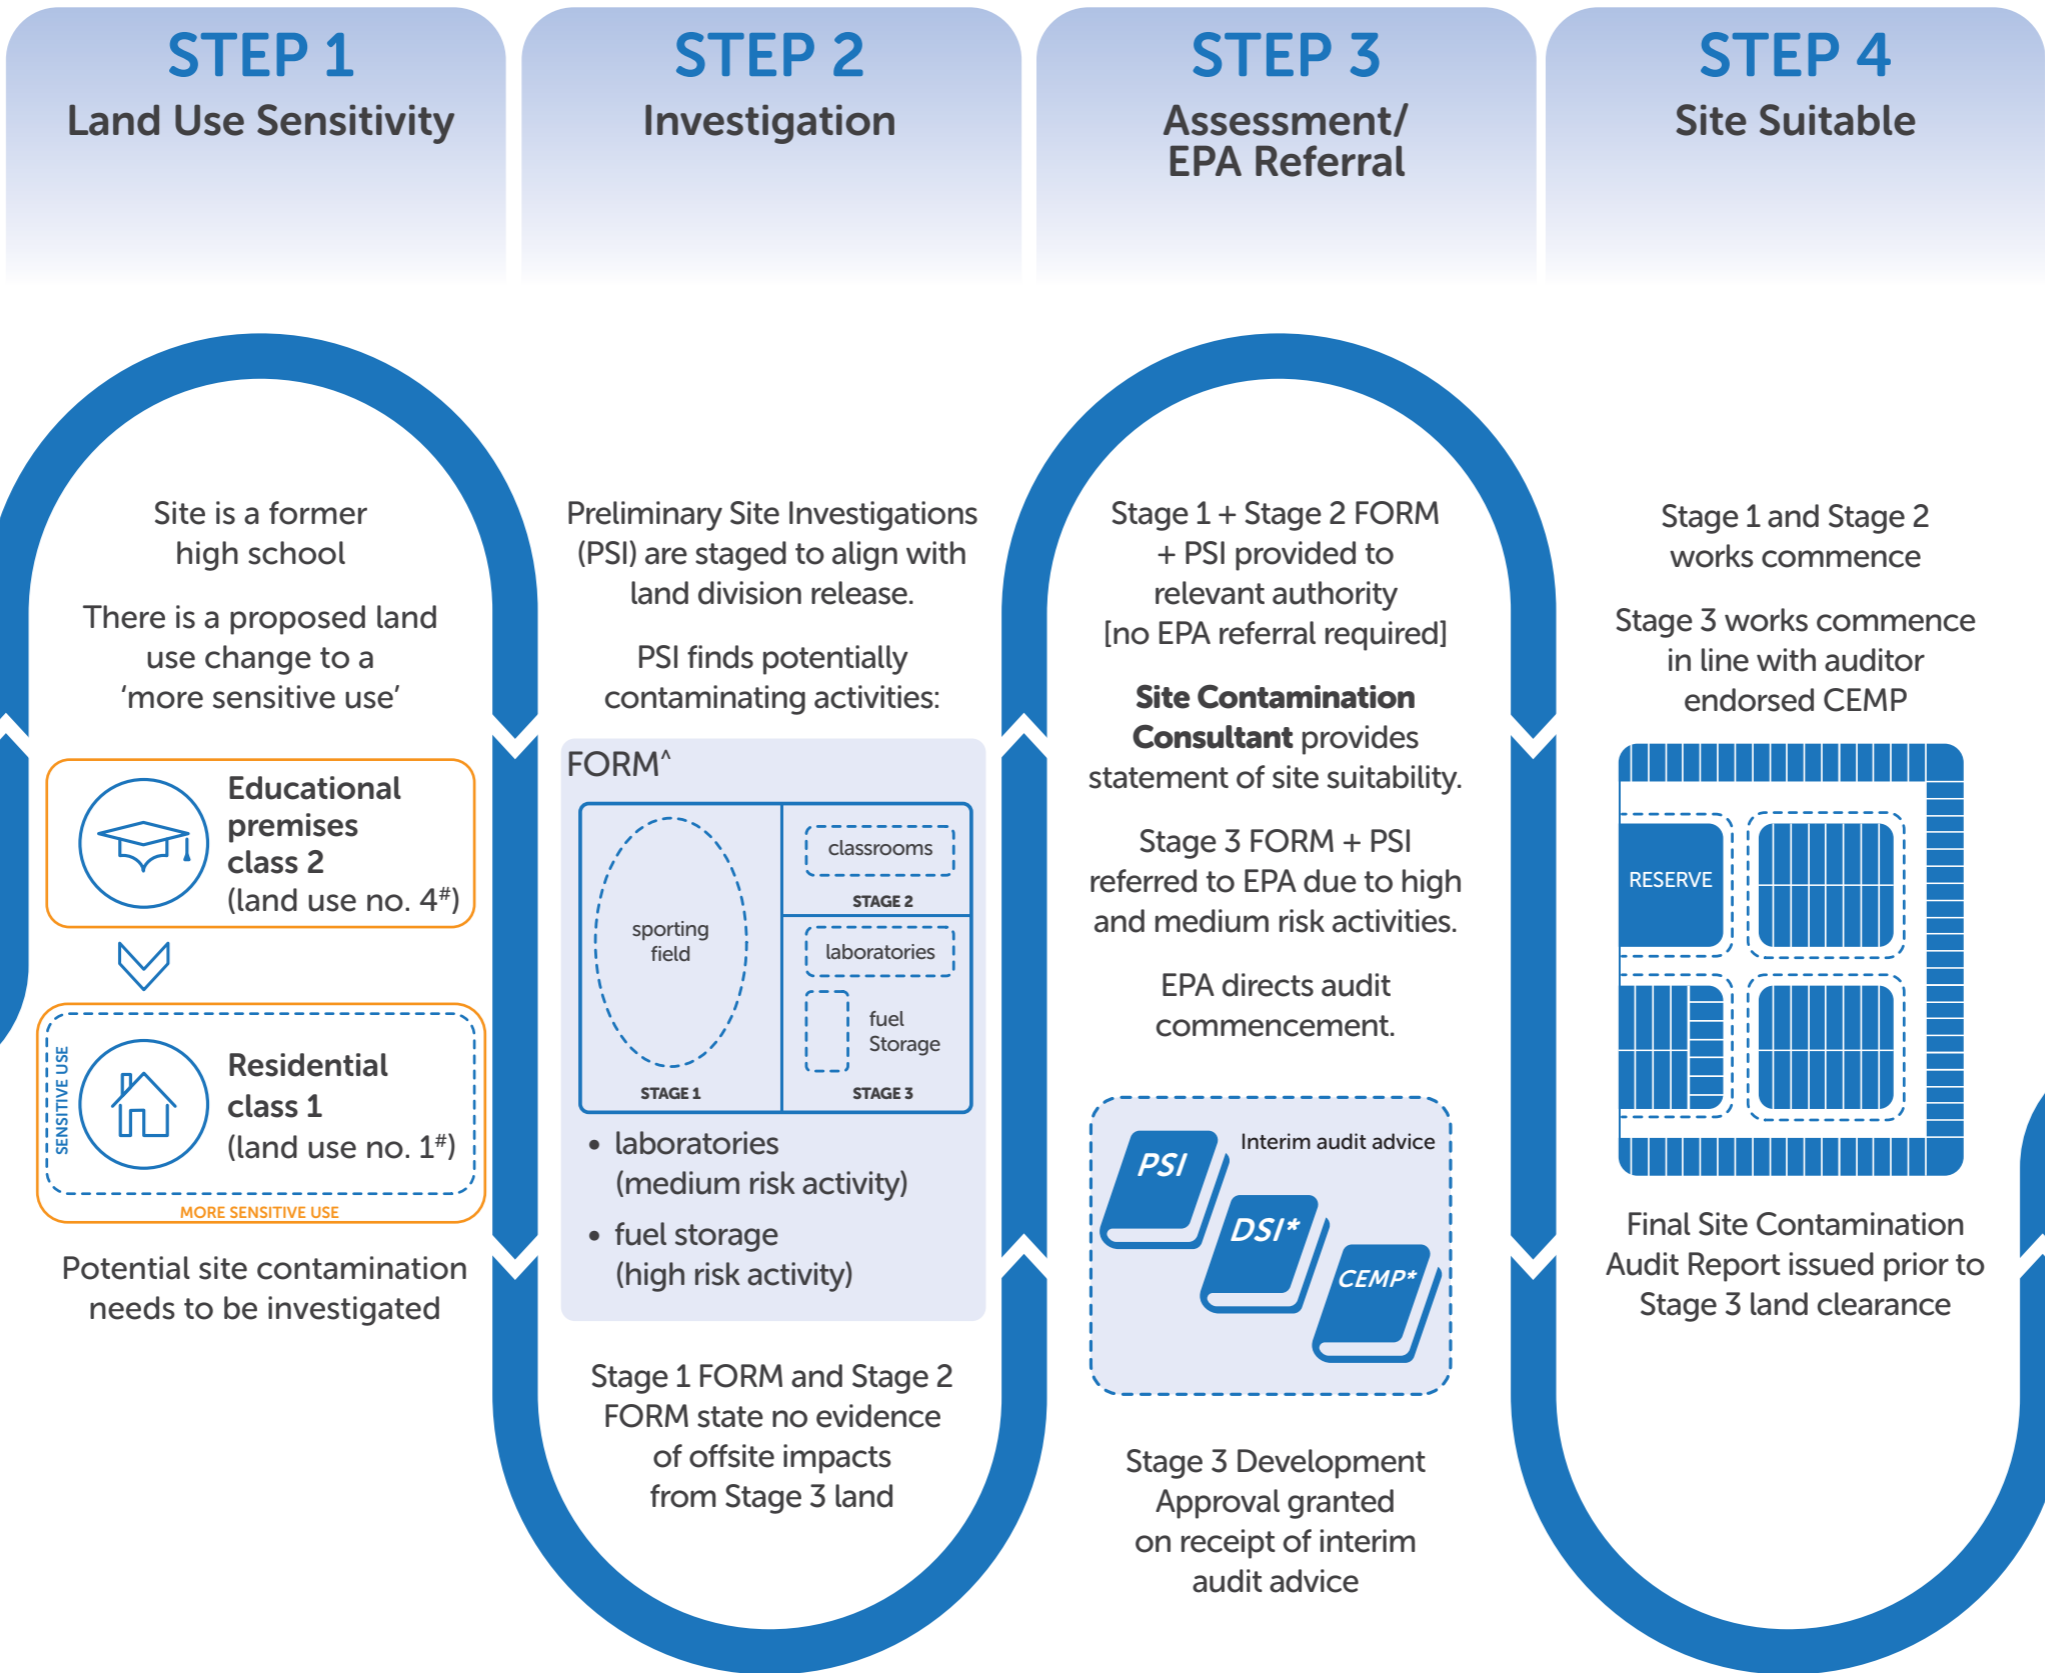 STEP 1
Land Use Sensitivity
Site is a former
high school
There is a proposed land
use change to a
‘more sensitive use’
Educational
premises
class 2
(land use no. 4#)
SENSITIVE USE
Residential
class 1
(land use no. 1#)
MORE SENSITIVE USE
Potential site contamination
needs to be investigated
STEP 2
Investigation
Preliminary Site Investigations
(PSI) are staged to align with
land division release.
PSI finds potentially
contaminating activities:
FORM^
sporting
field
STAGE 1
classrooms
STAGE 2
laboratories
fuel
Storage
STAGE 3
• laboratories
(medium risk activity)
• fuel storage
(high risk activity)
Stage 1 FORM and Stage 2
FORM state no evidence
of offsite impacts
from Stage 3 land
STEP 3
Assessment/
EPA Referral
Stage 1 + Stage 2 FORM
+ PSI provided to
relevant authority
[no EPA referral required]
Site Contamination
Consultant provides
statement of site suitability.
Stage 3 FORM + PSI
referred to EPA due to high
and medium risk activities.
EPA directs audit
commencement.
Interim audit advice
PSI
DSI*
CEMP*
Stage 3 Development
Approval granted
on receipt of interim
audit advice
STEP 4
Site Suitable
Stage 1 and Stage 2
works commence
Stage 3 works commence
in line with auditor
endorsed CEMP
RESERVE
Final Site Contamination
Audit Report issued prior to
Stage 3 land clearance